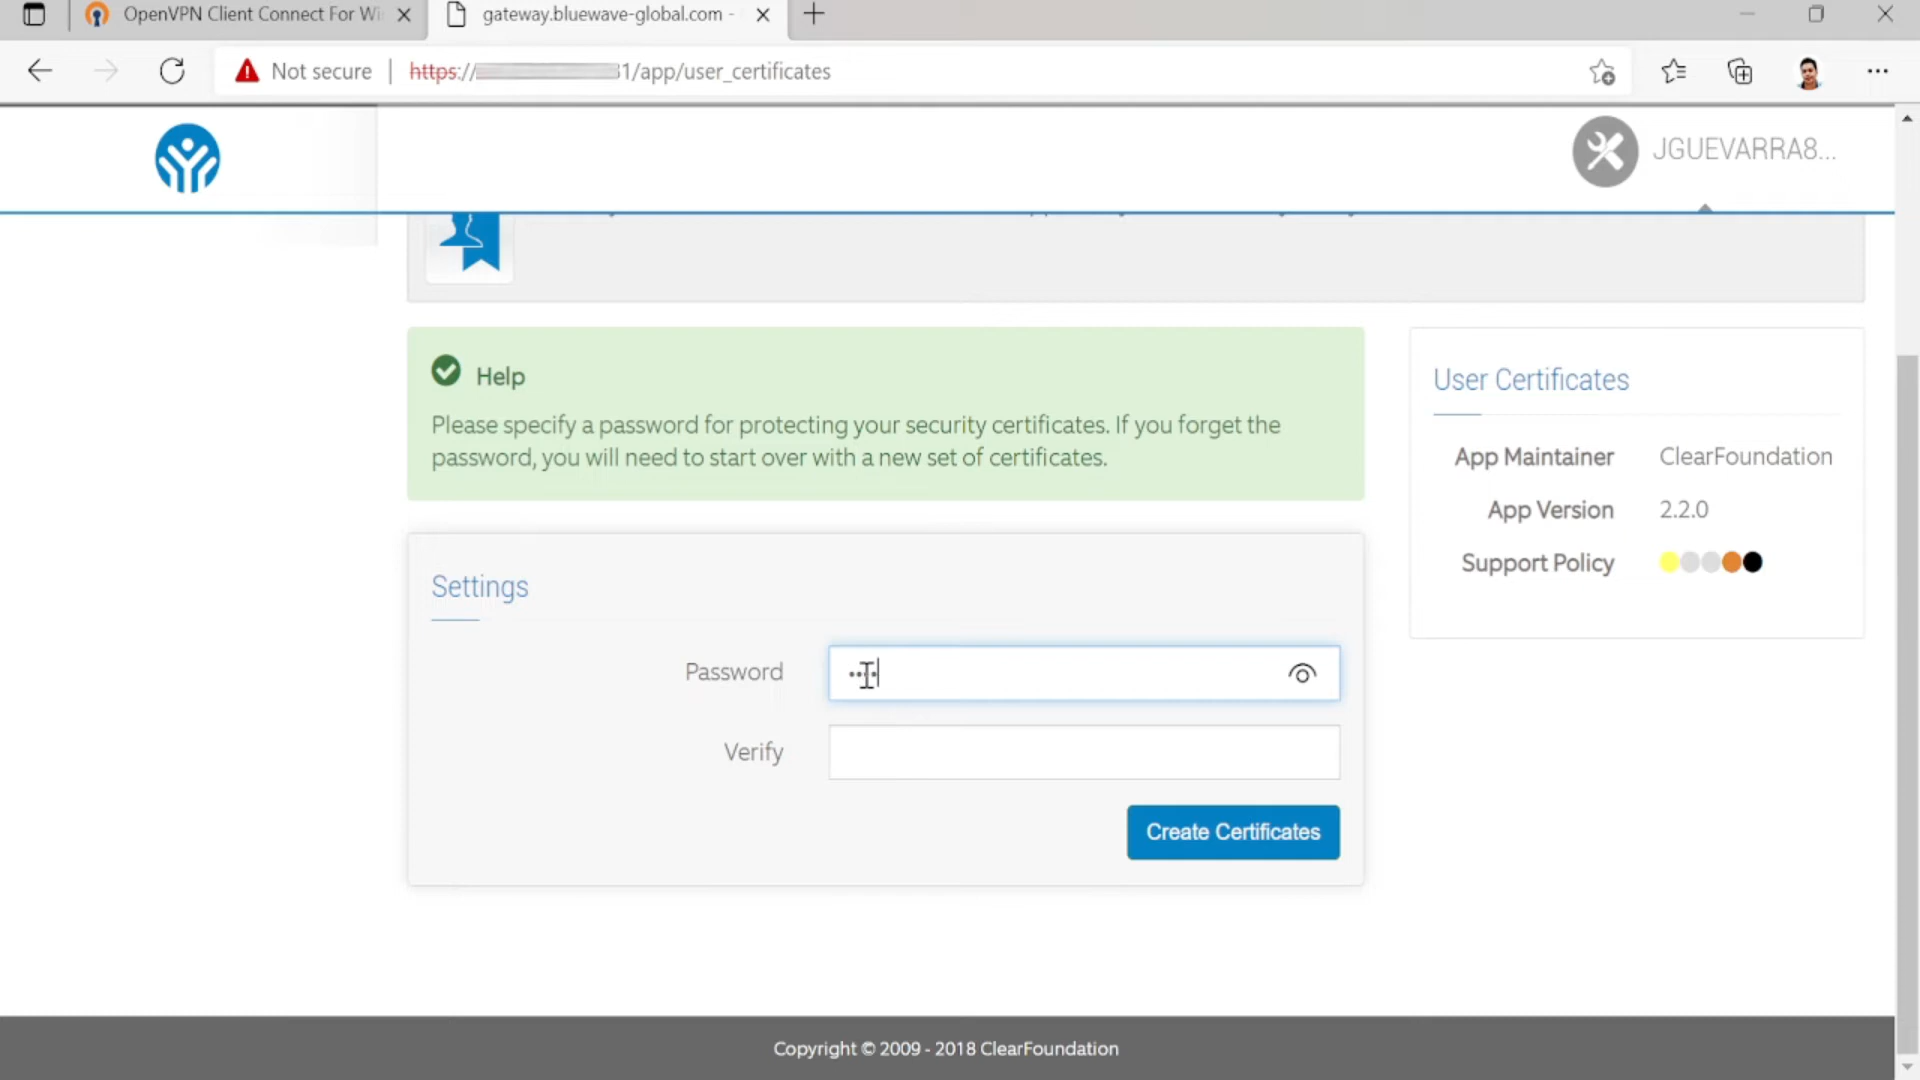 OpenVPN Client Connect For Wi
gateway.bluewave-global.com -
Not secure
https://
1/app/user_certificates
JGUEVARRA8...
Help
Please specify a password for protecting your security certificates. If you forget the
password, you will need to start over with a new set of certificates.
User Certificates
App Maintainer ClearFoundation
App Version 2.2.0
Support Policy
Settings
Password
Verify
Create Certificates
Copyright © 2009 - 2018 ClearFoundation